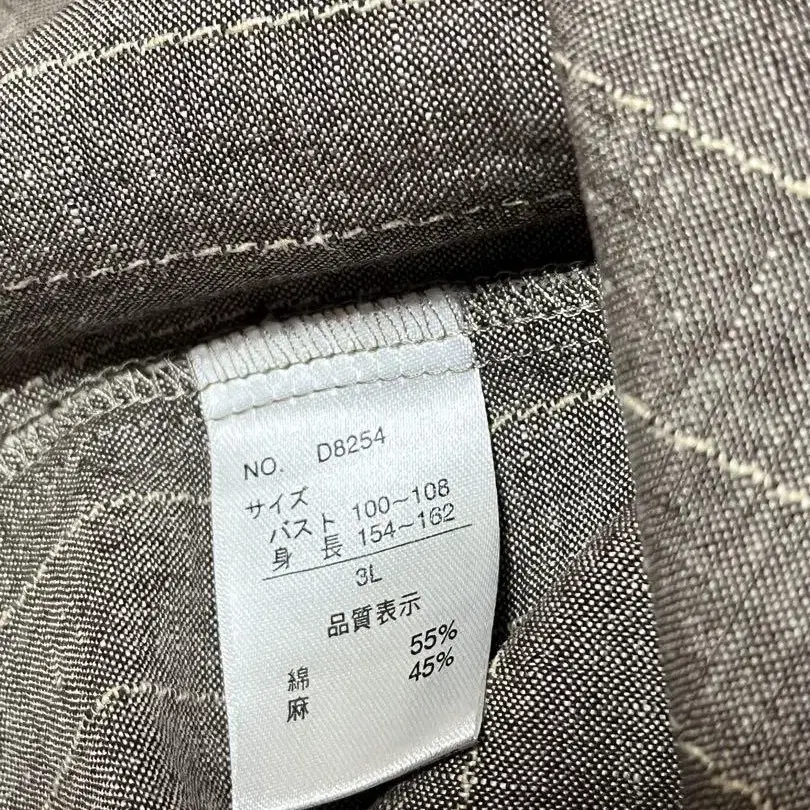 NO. D8254
サイズ
バスト 100～108
身長 154～162
3L
品質表示
綿 55%
麻 45%